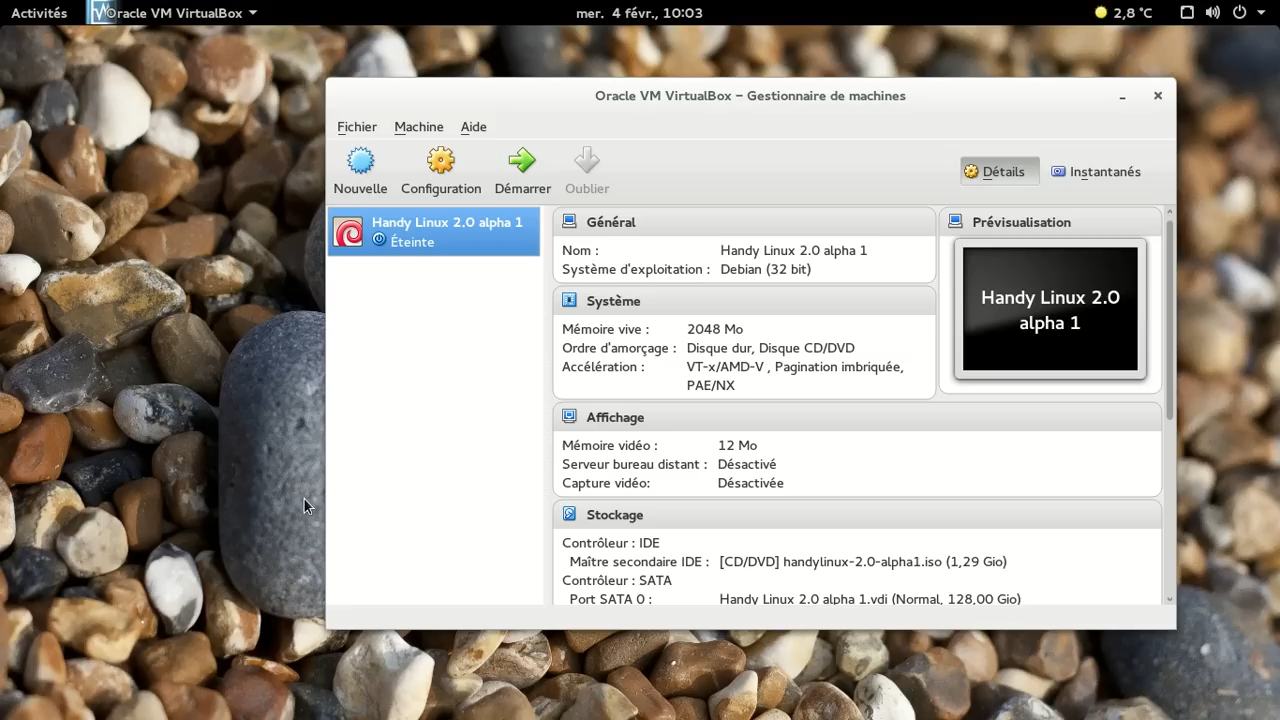 Activités
Oracle VM VirtualBox
mer. 4 févr., 10:03
2,8 °C
Oracle VM VirtualBox – Gestionnaire de machines
Fichier Machine Aide
Nouvelle Configuration Démarrer Oublier
Détails Instantanés
Handy Linux 2.0 alpha 1
Éteinte
Général
Nom : Handy Linux 2.0 alpha 1
Système d'exploitation : Debian (32 bit)
Système
Mémoire vive : 2048 Mo
Ordre d'amorçage : Disque dur, Disque CD/DVD
Accélération : VT-x/AMD-V , Pagination imbriquée,
PAE/NX
Prévisualisation
Handy Linux 2.0
alpha 1
Affichage
Mémoire vidéo : 12 Mo
Serveur bureau distant : Désactivé
Capture vidéo: Désactivée
Stockage
Contrôleur : IDE
Maître secondaire IDE : [CD/DVD] handylinux-2.0-alpha1.iso (1,29 Gio)
Contrôleur : SATA
Port SATA 0 : Handy Linux 2.0 alpha 1.vdi (Normal, 128,00 Gio)